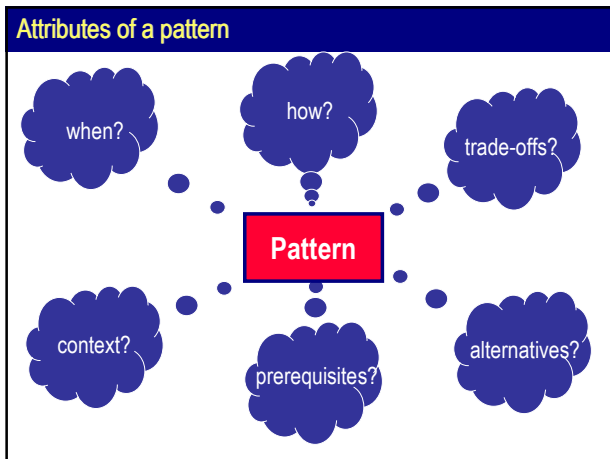 Attributes of a pattern
when?
how?
trade-offs?
Pattern
context?
prerequisites?
alternatives?